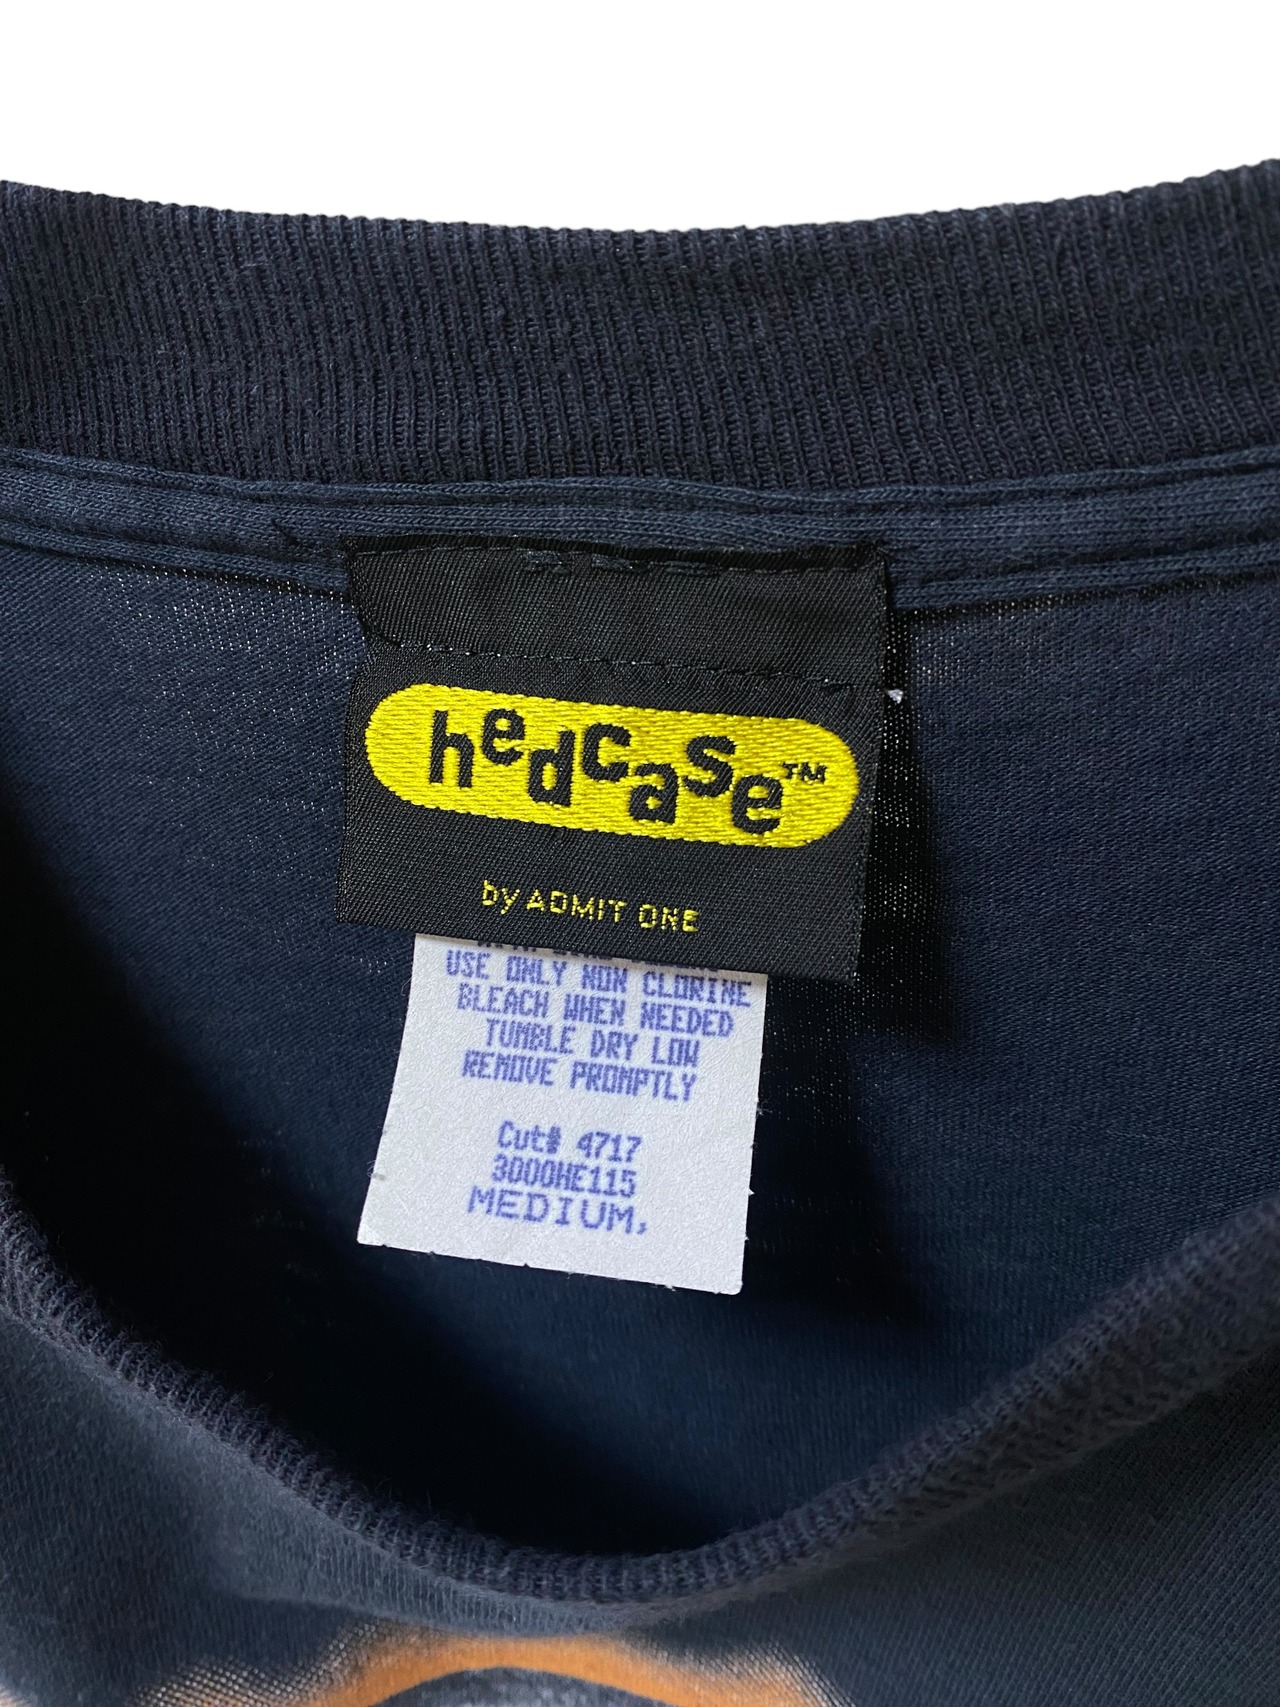 hedcase™
by ADMIT ONE
USE ONLY NON CLORINE
BLEACH WHEN NEEDED
TUMBLE DRY LOW
REMOVE PROMPTLY
Cut# 4717
3000HE115
MEDIUM,